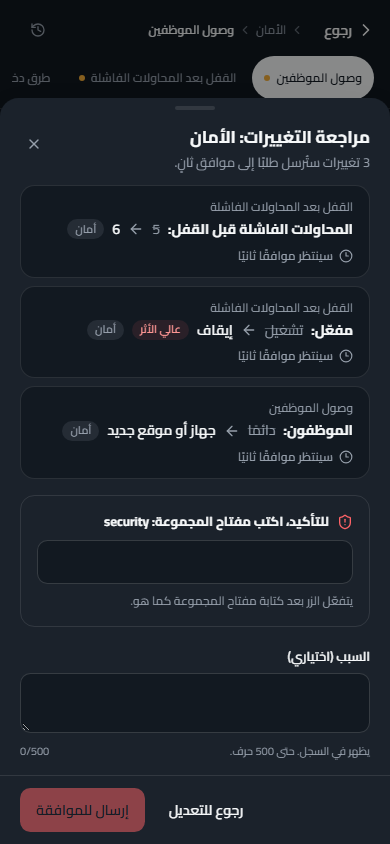 رجوع
الأمان
وصول الموظفين
وصول الموظفين
القفل بعد المحاولات الفاشلة
طرق دخ
مراجعة التغييرات: الأمان
3 تغييرات ستُرسل طلبًا إلى موافق ثانٍ.
القفل بعد المحاولات الفاشلة
المحاولات الفاشلة قبل القفل: 5 ← 6 أمان
سينتظر موافقًا ثانيًا
القفل بعد المحاولات الفاشلة
مفعّل: تشغيل ← إيقاف عالي الأثر أمان
سينتظر موافقًا ثانيًا
وصول الموظفين
الموظفون: دائمًا ← جهاز أو موقع جديد أمان
سينتظر موافقًا ثانيًا
للتأكيد، اكتب مفتاح المجموعة: security
يتفعّل الزر بعد كتابة مفتاح المجموعة كما هو.
السبب (اختياري)
يظهر في السجل. حتى 500 حرف.
0/500
رجوع للتعديل
إرسال للموافقة